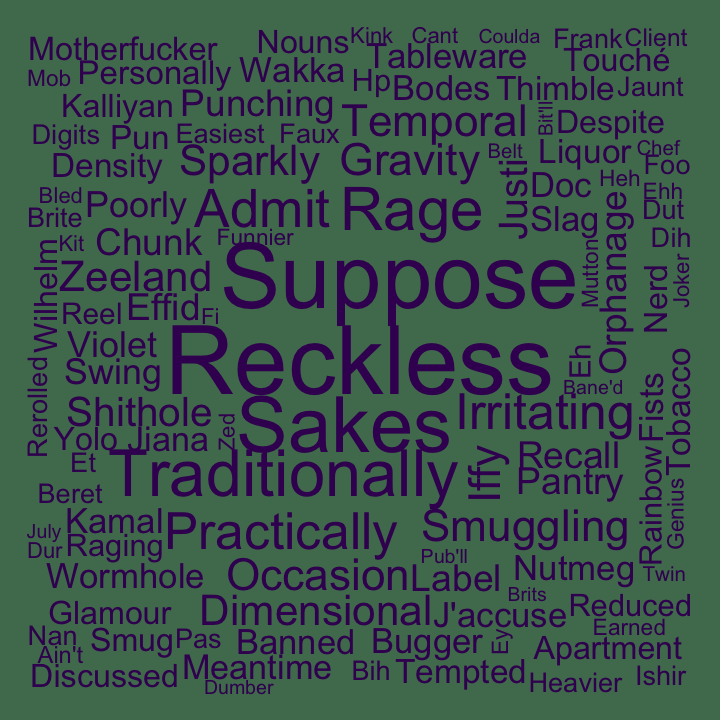 Motherfucker
Nouns
Kink
Cant
Coulda
Frank
Client
Mob
Personally
Wakka
Tableware
Touché
Hp
Bodes
Thimble
Jaunt
Kalliyan
Punching
Temporal
Bit'll
Despite
Digits
Pun
Easiest
Faux
Density
Sparkly
Gravity
Belt
Liquor
Chef
Foo
Justi
Doc
Heh
Ehh
Bled
Brite
Poorly
Admit
Rage
Slag
Orphanage
Dut
Kit
Chunk
Funnier
Dih
Wilhelm
Zeeland
Suppose
Mutton
Nerd
Joker
Reel
Effid
Fi
Violet
Reckless
Eh
Swing
Bane'd
Rerolled
Shithole
Zed
Sakes
Irritating
Fists
Tobacco
Yolo
Jiana
Et
Traditionally
Iffy
Recall
Rainbow
Genius
Beret
Pantry
July
Kamal
Practically
Smuggling
Dur
Raging
Pub'll
Wormhole
Occasion
Label
Nutmeg
Twin
Glamour
Dimensional
J'accuse
Brits
Reduced
Nan
Smug
Pas
Banned
Bugger
Ey
Earned
Ain't
Apartment
Discussed
Meantime
Dumber
Bih
Tempted
Heavier
Ishir